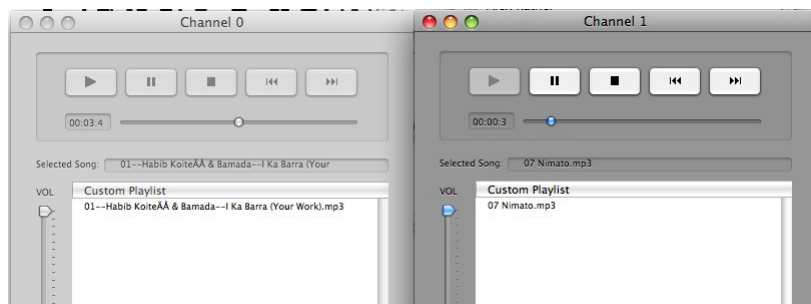 Channel 0
00:03:4
Selected Song: 01--Habib KoiteÃÅ & Bamada--I Ka Barra (Your
VOL
Custom Playlist
01--Habib KoiteÃÅ & Bamada--I Ka Barra (Your Work).mp3
Channel 1
00:00:3
Selected Song: 07 Nimato.mp3
VOL
Custom Playlist
07 Nimato.mp3